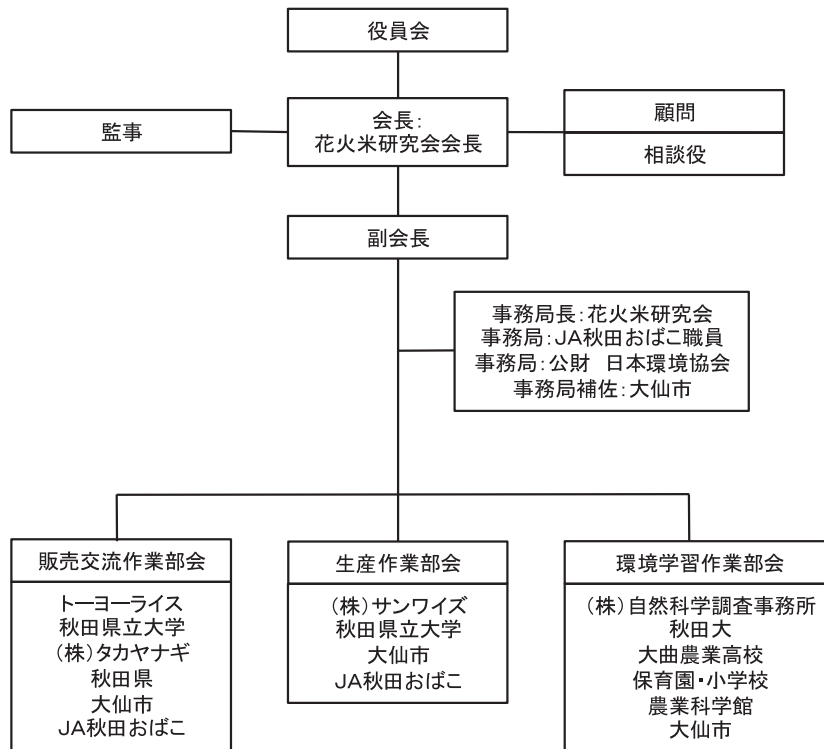 役員会
監事
会長:
花火米研究会会長
顧問
相談役
副会長
事務局長:花火米研究会
事務局:JA秋田おばこ職員
事務局:公財 日本環境協会
事務局補佐:大仙市
販売交流作業部会
トーヨーライス
秋田県立大学
(株)タカヤナギ
秋田県
大仙市
JA秋田おばこ
生産作業部会
(株)サンワイズ
秋田県立大学
大仙市
JA秋田おばこ
環境学習作業部会
(株)自然科学調査事務所
秋田大
大曲農業高校
保育園・小学校
農業科学館
大仙市